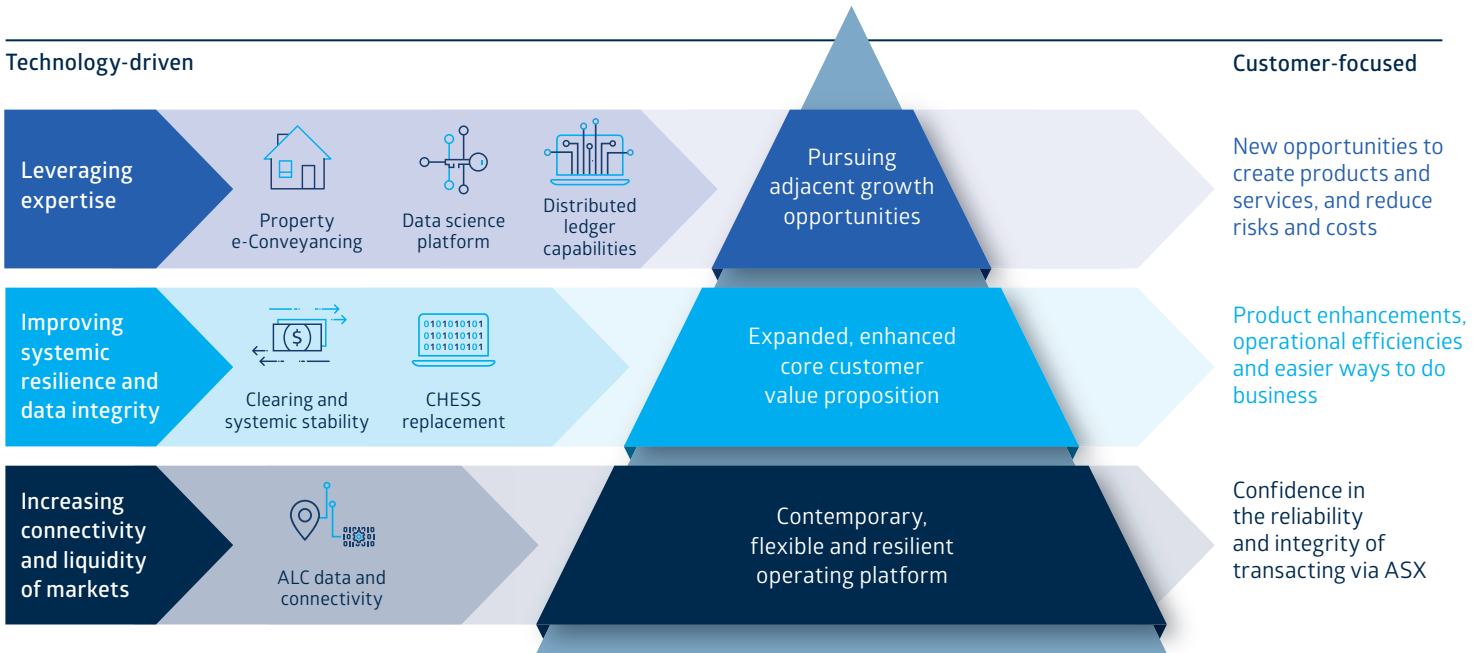 Technology-driven
Customer-focused
Leveraging
expertise
Property
e-Conveyancing
Data science
platform
Distributed
ledger
capabilities
Pursuing
adjacent growth
opportunities
New opportunities to
create products and
services, and reduce
risks and costs
Improving
systemic
resilience and
data integrity
($)
Clearing and
systemic stability
0101010101
0101010101
0101010101
CHESS
replacement
Expanded, enhanced
core customer
value proposition
Product enhancements,
operational efficiencies
and easier ways to do
business
Increasing
connectivity
and liquidity
of markets
ALC data and
connectivity
Contemporary,
flexible and resilient
operating platform
Confidence in
the reliability
and integrity of
transacting via ASX